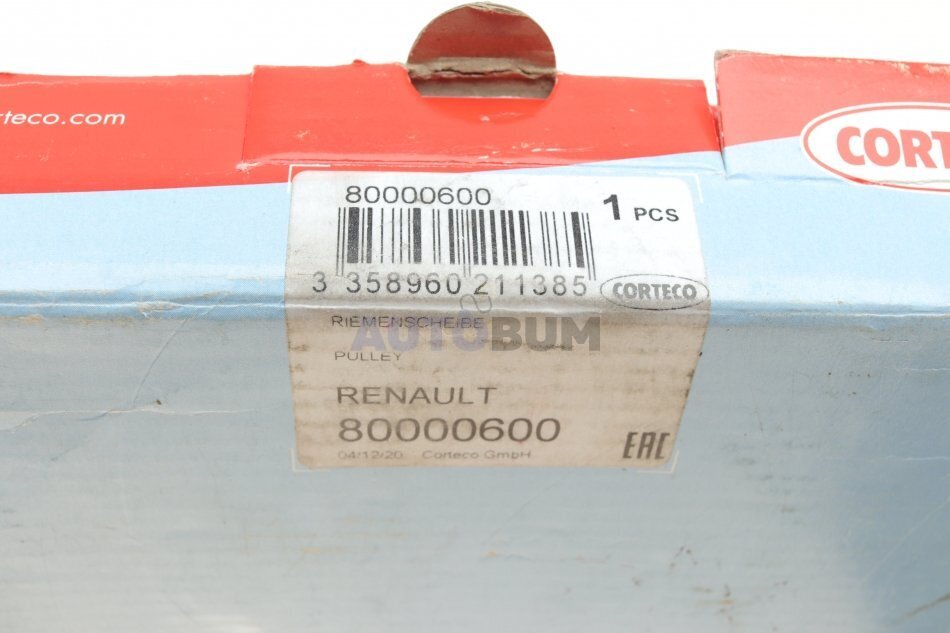 rteco.com
CORT
80000600
1 PCS
3 358960 211385
CORTECO
RIEMENSCHEIBE
AUTOBUM
PULLEY
RENAULT
80000600
EAC
04/12/20 Corteco GmbH